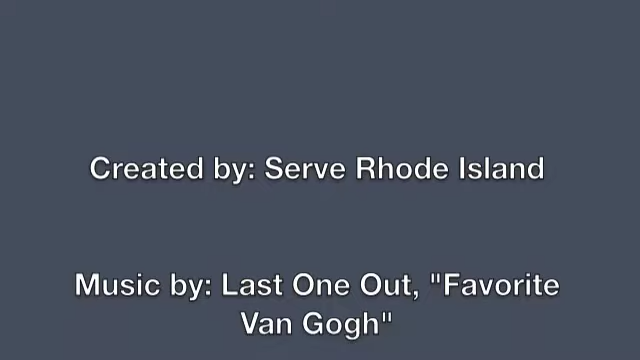 Created by: Serve Rhode Island
Music by: Last One Out, "Favorite
Van Gogh"